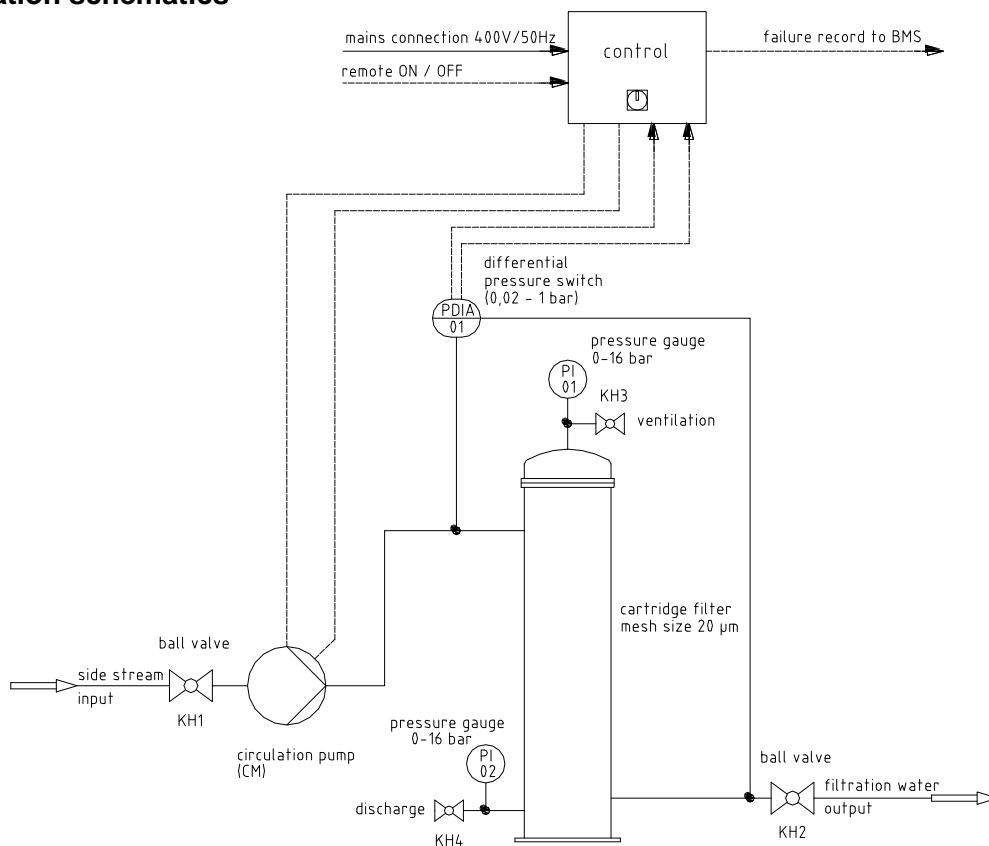 ation schematics
mains connection 400V/50Hz
remote ON / OFF
control
failure record to BMS
differential
pressure switch
(0,02 - 1 bar)
PDIA
01
pressure gauge
0-16 bar
PI
01
KH3
ventilation
cartridge filter
mesh size 20 µm
ball valve
side stream
input
KH1
circulation pump
(CM)
pressure gauge
0-16 bar
PI
02
discharge
KH4
ball valve
filtration water
output
KH2